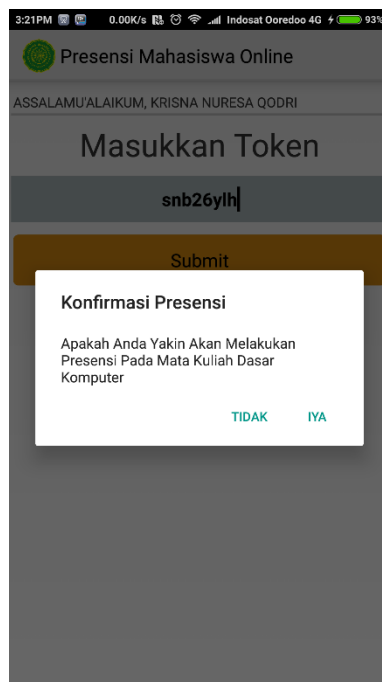 3:21PM 0.00K/s Indosat Ooredoo 4G 93%
Presensi Mahasiswa Online
ASSALAMU'ALAIKUM, KRISNA NURESA QODRI
Masukkan Token
snb26ylh
Submit
Konfirmasi Presensi
Apakah Anda Yakin Akan Melakukan
Presensi Pada Mata Kuliah Dasar
Komputer
TIDAK IYA